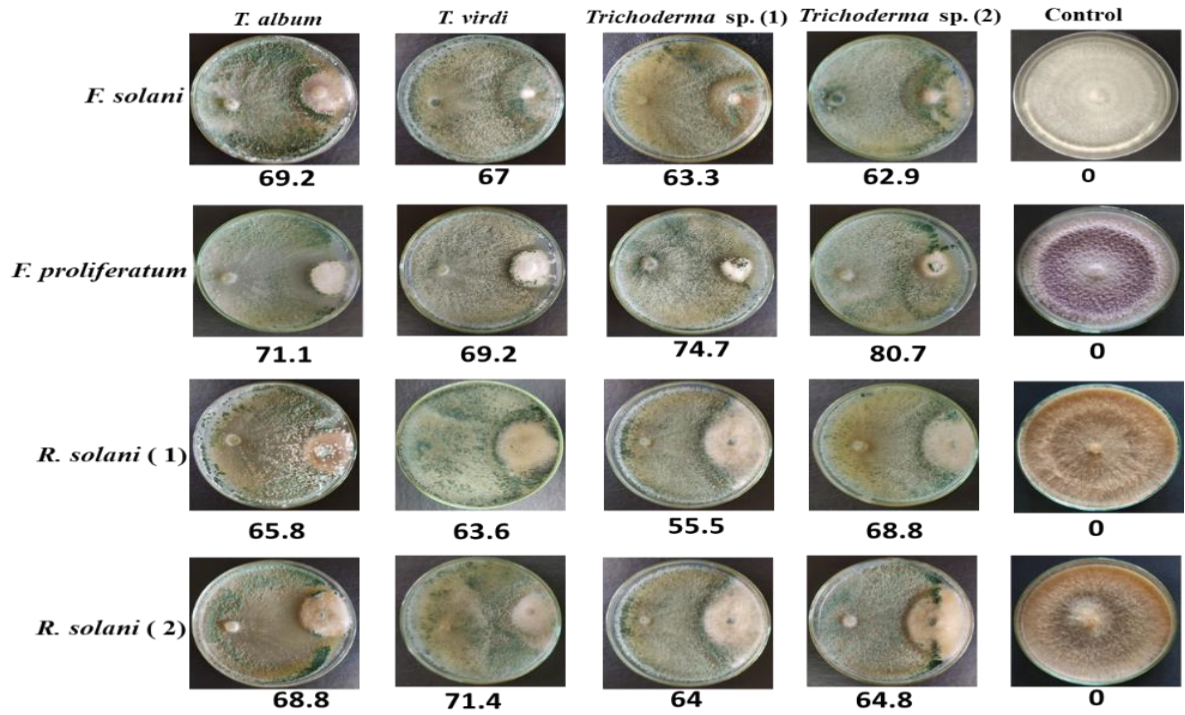 T. album T. virdi Trichoderma sp. (1) Trichoderma sp. (2) Control
F. solani
69.2 67 63.3 62.9 0
F. proliferatum
71.1 69.2 74.7 80.7 0
R. solani ( 1)
65.8 63.6 55.5 68.8 0
R. solani ( 2)
68.8 71.4 64 64.8 0